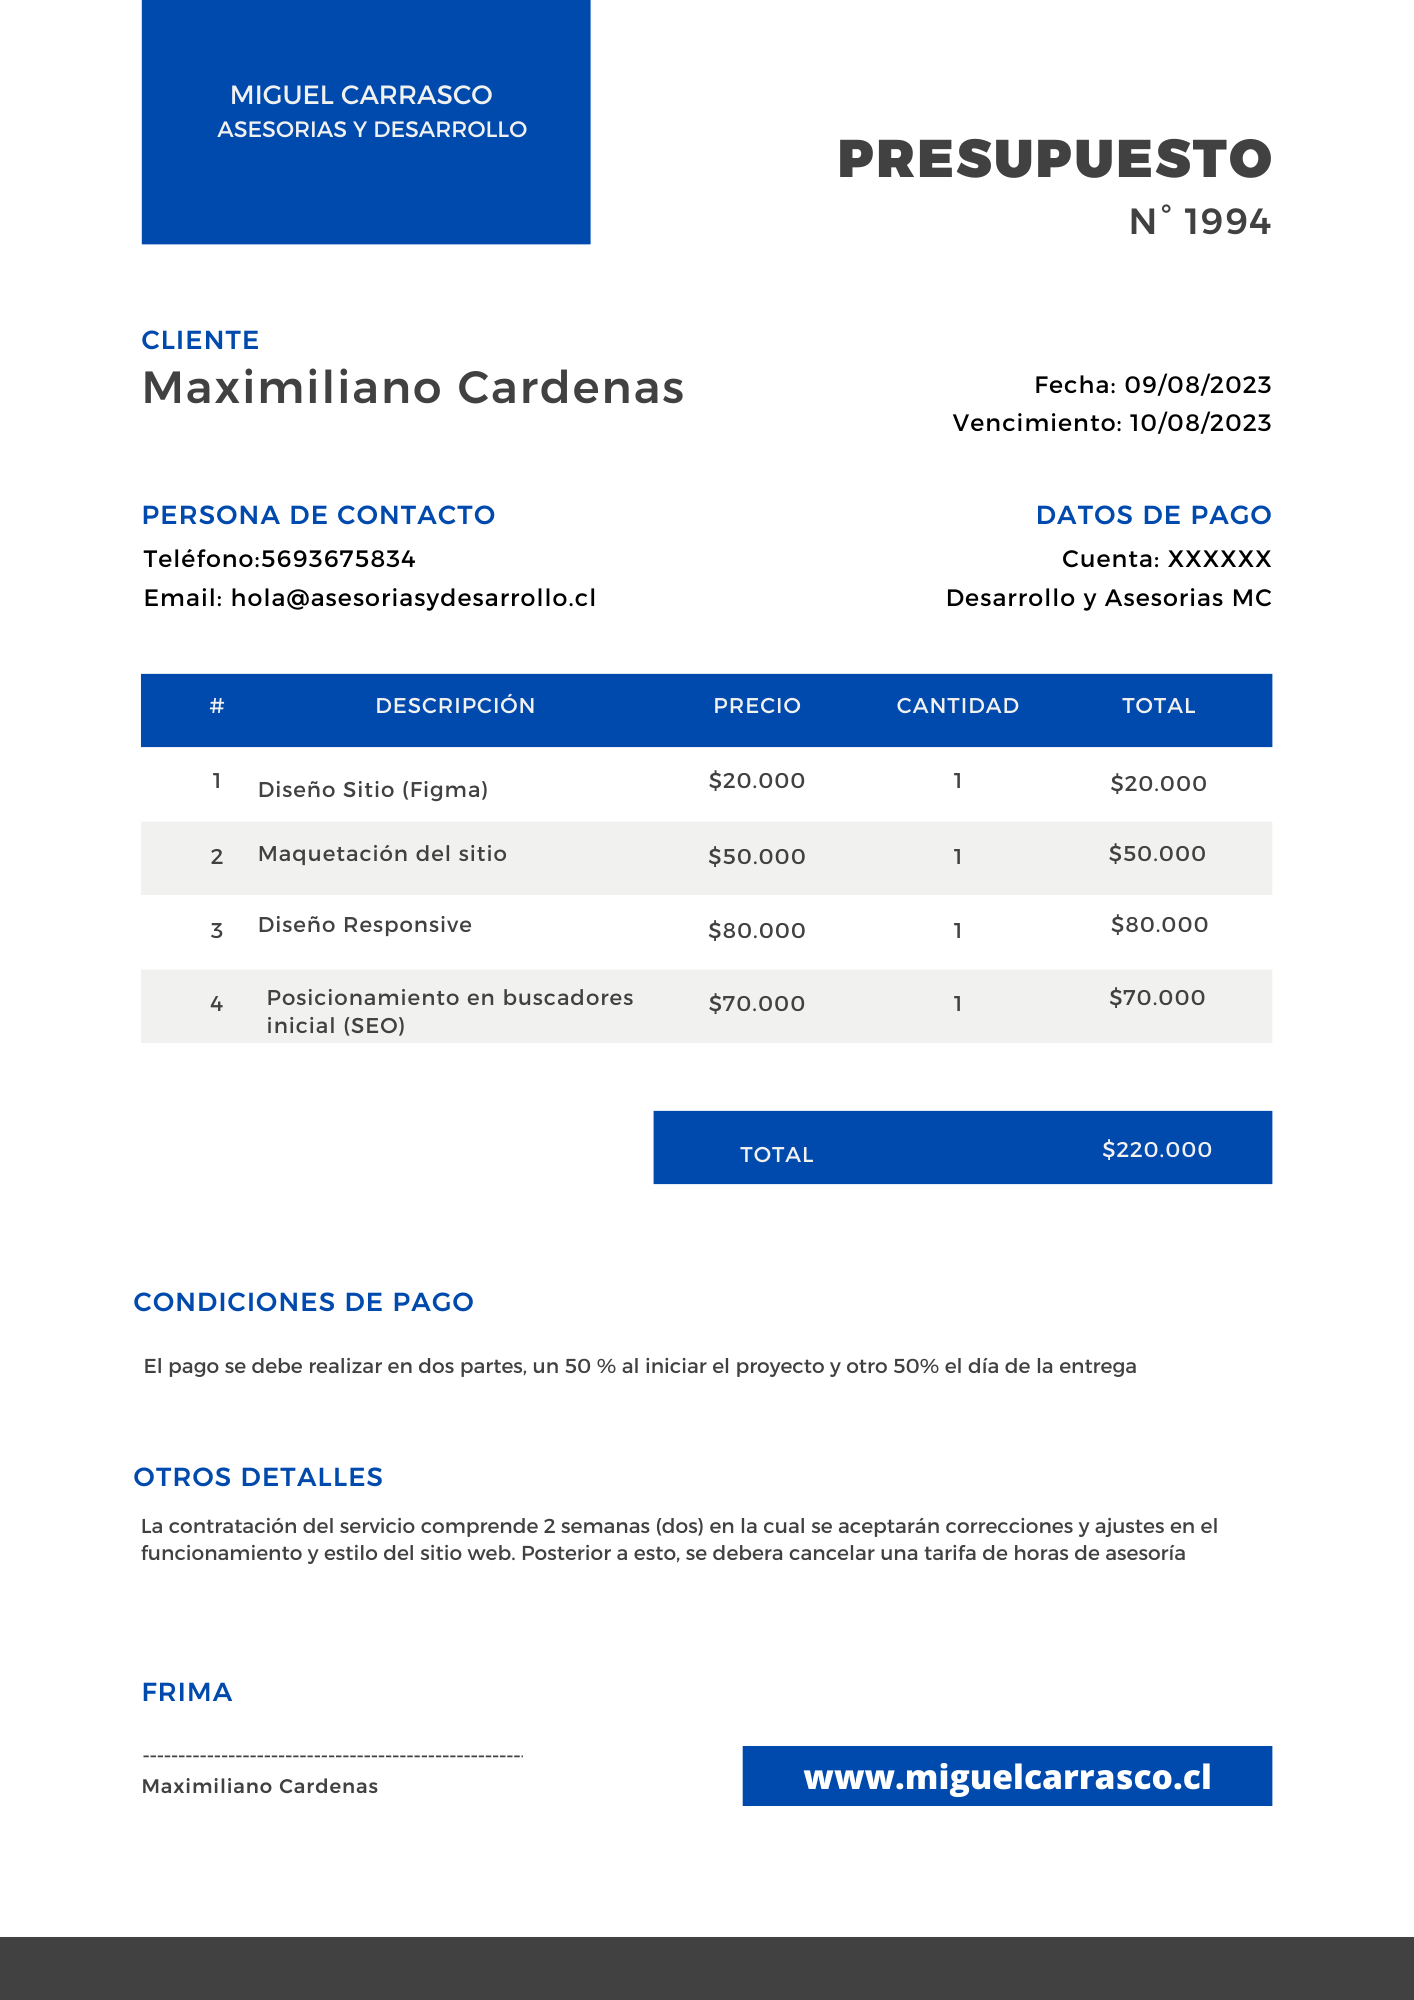 MIGUEL CARRASCO
ASESORIAS Y DESARROLLO
PRESUPUESTO
N° 1994
CLIENTE
Maximiliano Cardenas
Fecha: 09/08/2023
Vencimiento: 10/08/2023
PERSONA DE CONTACTO
Teléfono:5693675834
Email: hola@asesoriasydesarrollo.cl
DATOS DE PAGO
Cuenta: XXXXXX
Desarrollo y Asesorias MC
# DESCRIPCIÓN PRECIO CANTIDAD TOTAL
1 Diseño Sitio (Figma) $20.000 1 $20.000
2 Maquetación del sitio $50.000 1 $50.000
3 Diseño Responsive $80.000 1 $80.000
4 Posicionamiento en buscadores $70.000 1 $70.000
inicial (SEO)
TOTAL $220.000
CONDICIONES DE PAGO
El pago se debe realizar en dos partes, un 50 % al iniciar el proyecto y otro 50% el día de la entrega
OTROS DETALLES
La contratación del servicio comprende 2 semanas (dos) en la cual se aceptarán correcciones y ajustes en el
funcionamiento y estilo del sitio web. Posterior a esto, se debera cancelar una tarifa de horas de asesoría
FRIMA
------------------------------------------------------
Maximiliano Cardenas
www.miguelcarrasco.cl